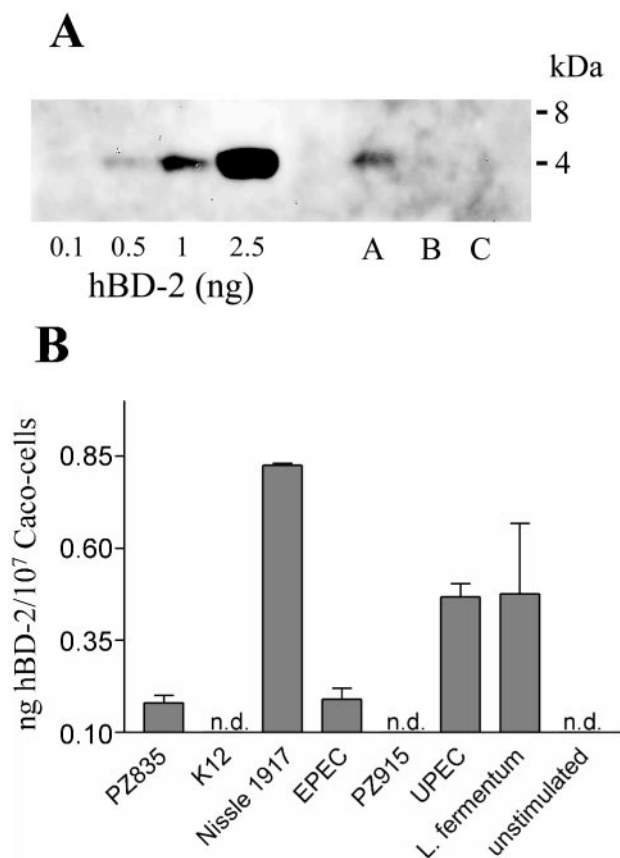 A
kDa
8
4
0.1 0.5 1 2.5 A B C
hBD-2 (ng)
B
ng hBD-2/10⁷ Caco-cells
0.85
0.60
0.35
0.10
n.d. n.d. n.d.
PZ835 K12 Nissle 1917 EPEC PZ915 UPEC L. fermentum unstimulated